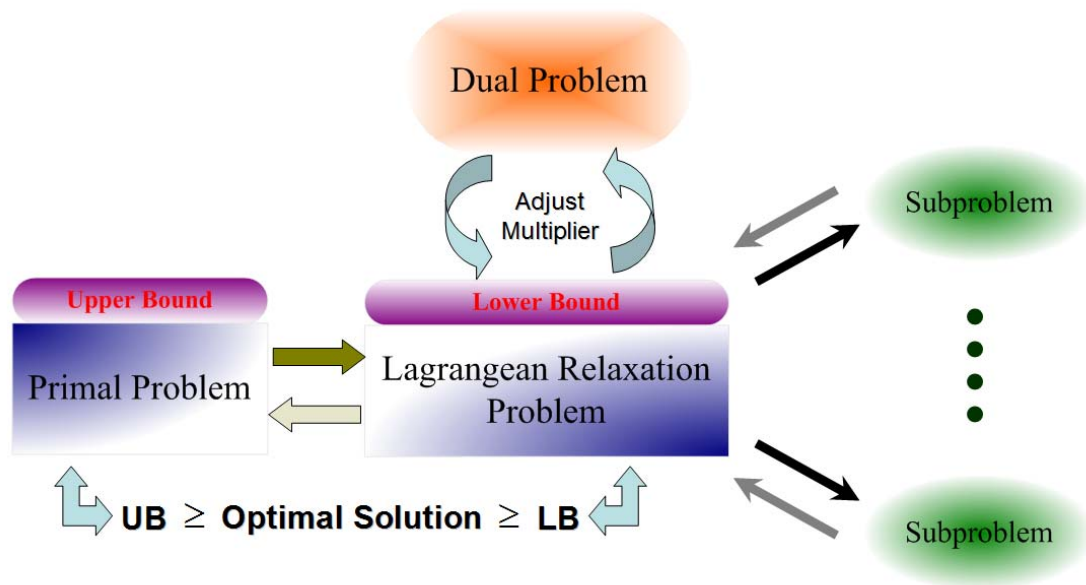 Dual Problem
Adjust
Multiplier
Subproblem
Upper Bound
Lower Bound
Primal Problem
Lagrangean Relaxation
Problem
UB ≥ Optimal Solution ≥ LB
Subproblem